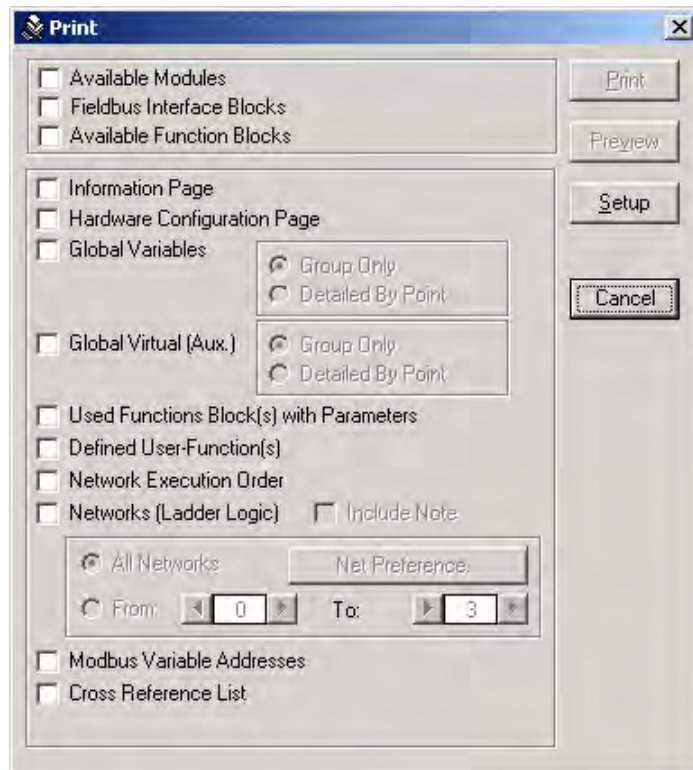 Print
Available Modules
Fieldbus Interface Blocks
Available Function Blocks
Print
Preview
Setup
Cancel
Information Page
Hardware Configuration Page
Global Variables
Group Only
Detailed By Point
Global Virtual (Aux.)
Group Only
Detailed By Point
Used Functions Block(s) with Parameters
Defined User-Function(s)
Network Execution Order
Networks (Ladder Logic) Include Note
All Networks Net Preference.
From: 0 To: 3
Modbus Variable Addresses
Cross Reference List